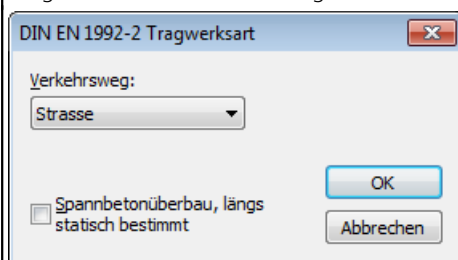 DIN EN 1992-2 Tragwerksart
Verkehrsweg:
Strasse
Spannbetonüberbau, längs
statisch bestimmt
OK
Abbrechen